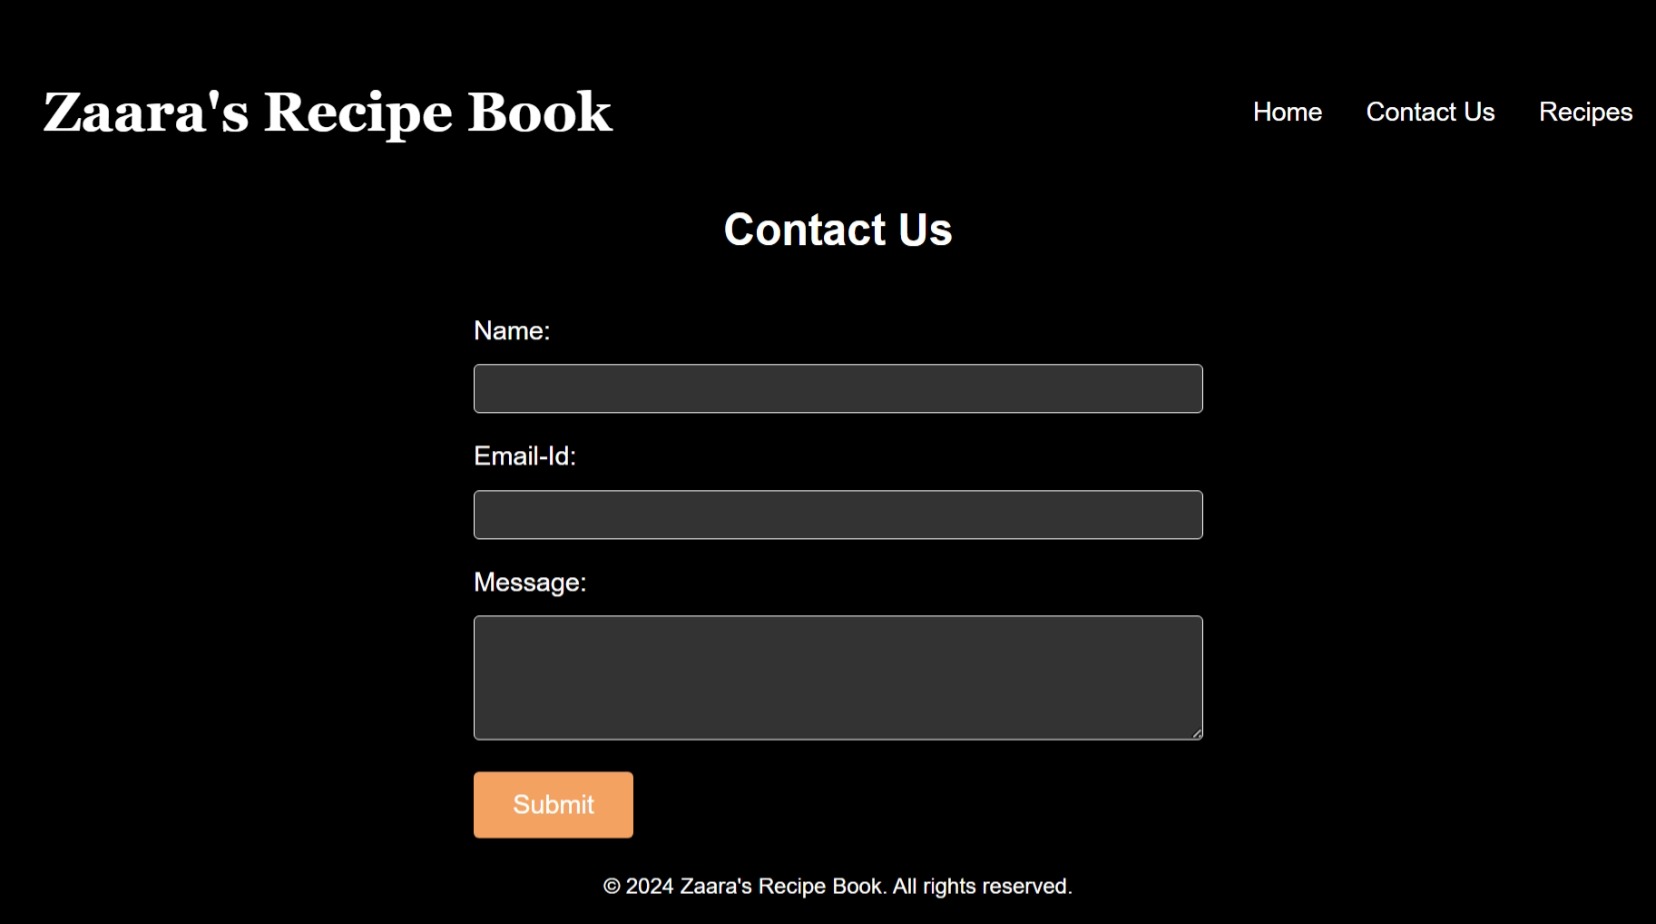 Zaara's Recipe Book
Home Contact Us Recipes
Contact Us
Name:
Email-Id:
Message:
Submit
© 2024 Zaara's Recipe Book. All rights reserved.